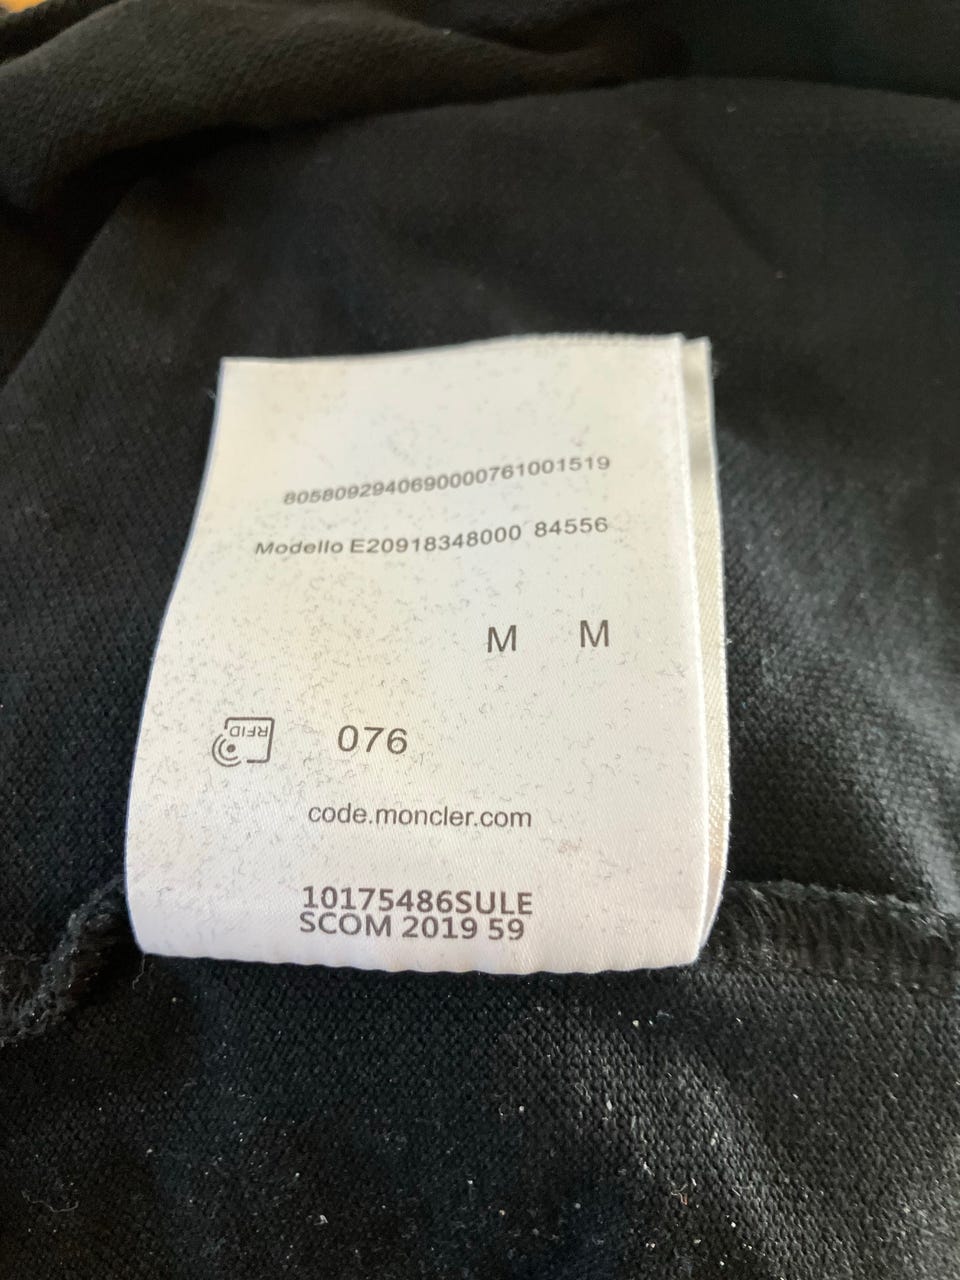 8058092940690000761001519
Modello E20918348000 84556
M M
RFID
076
code.moncler.com
10175486SULE
SCOM 2019 59